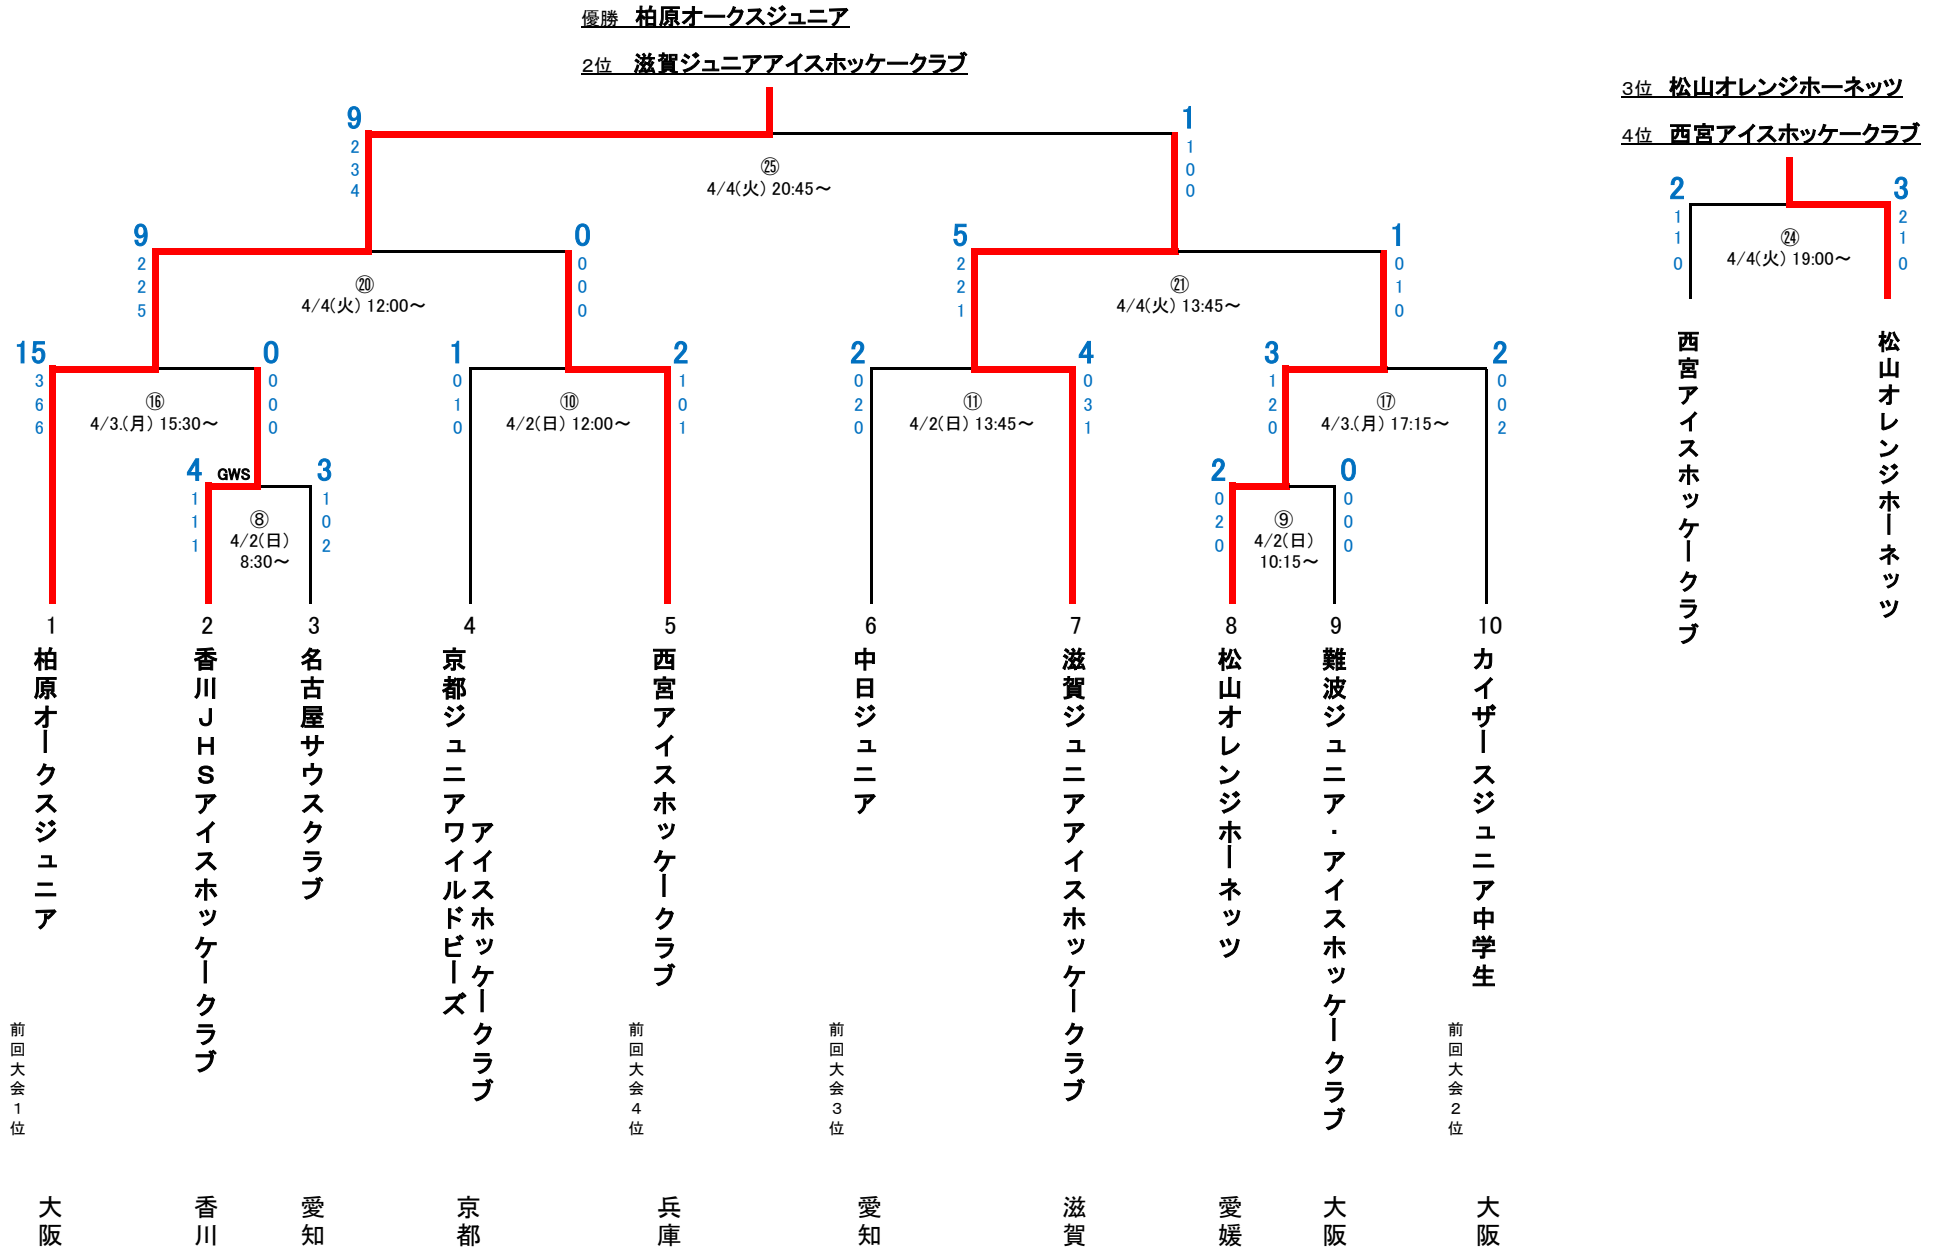 優勝 柏原オークスジュニア
2位 滋賀ジュニアアイスホッケークラブ
3位 松山オレンジホーネッツ
4位 西宮アイスホッケークラブ
9
2
3
4
1
1
0
0
㉕
4/4(火) 20:45～
2
1
1
0
3
2
1
0
㉔
4/4(火) 19:00～
西宮アイスホッケークラブ
松山オレンジホーネッツ
9
2
2
5
0
0
0
0
⑳
4/4(火) 12:00～
5
2
2
1
1
0
1
0
㉑
4/4(火) 13:45～
15
3
6
6
0
0
0
0
⑯
4/3.(月) 15:30～
1
0
1
0
2
1
0
1
⑩
4/2(日) 12:00～
2
0
2
0
4
0
3
1
⑪
4/2(日) 13:45～
3
1
2
0
2
0
0
2
⑰
4/3.(月) 17:15～
4
1
1
1
GWS
3
1
0
2
⑧
4/2(日)
8:30～
2
0
2
0
0
0
0
0
⑨
4/2(日)
10:15～
1
柏原オークスジュニア
前回大会1位
大阪
2
香川JHSアイスホッケークラブ
香川
3
名古屋サウスクラブ
愛知
4
京都ジュニアワイルドビーズ
アイスホッケークラブ
京都
5
西宮アイスホッケークラブ
前回大会4位
兵庫
6
中日ジュニア
前回大会3位
愛知
7
滋賀ジュニアアイスホッケークラブ
滋賀
8
松山オレンジホーネッツ
愛媛
9
難波ジュニア・アイスホッケークラブ
大阪
10
カイザースジュニア中学生
前回大会2位
大阪